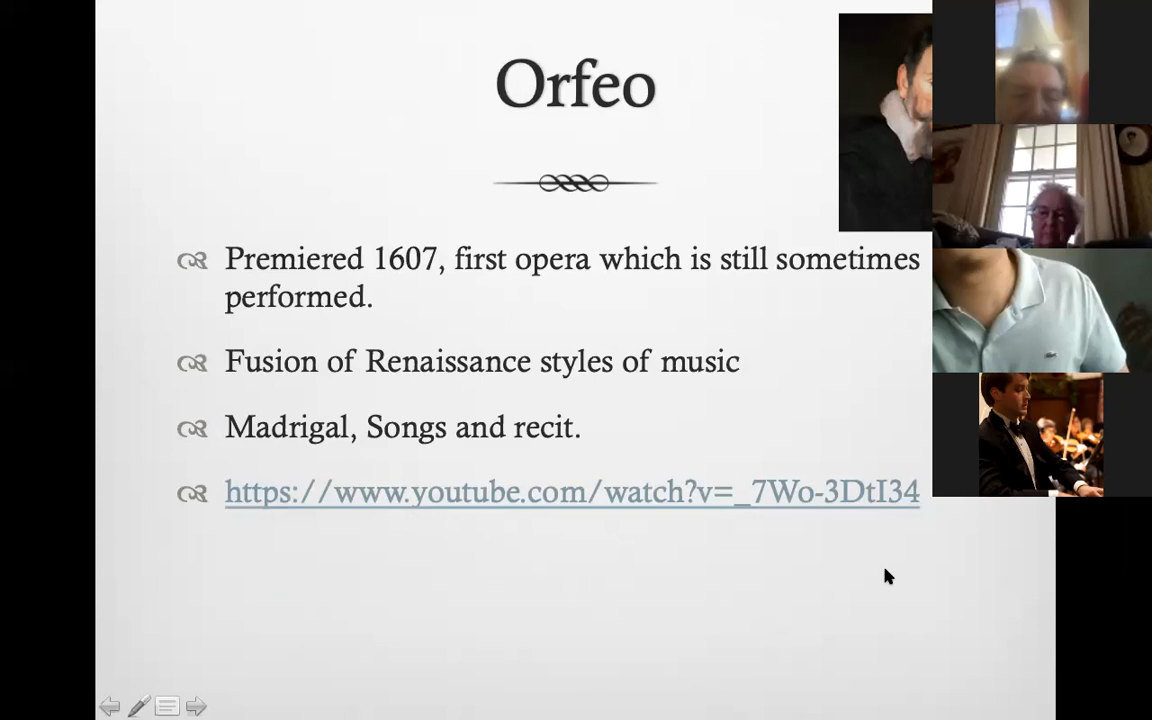 Orfeo
Premiered 1607, first opera which is still sometimes
performed.
Fusion of Renaissance styles of music
Madrigal, Songs and recit.
https://www.youtube.com/watch?v=_7Wo-3DtI34